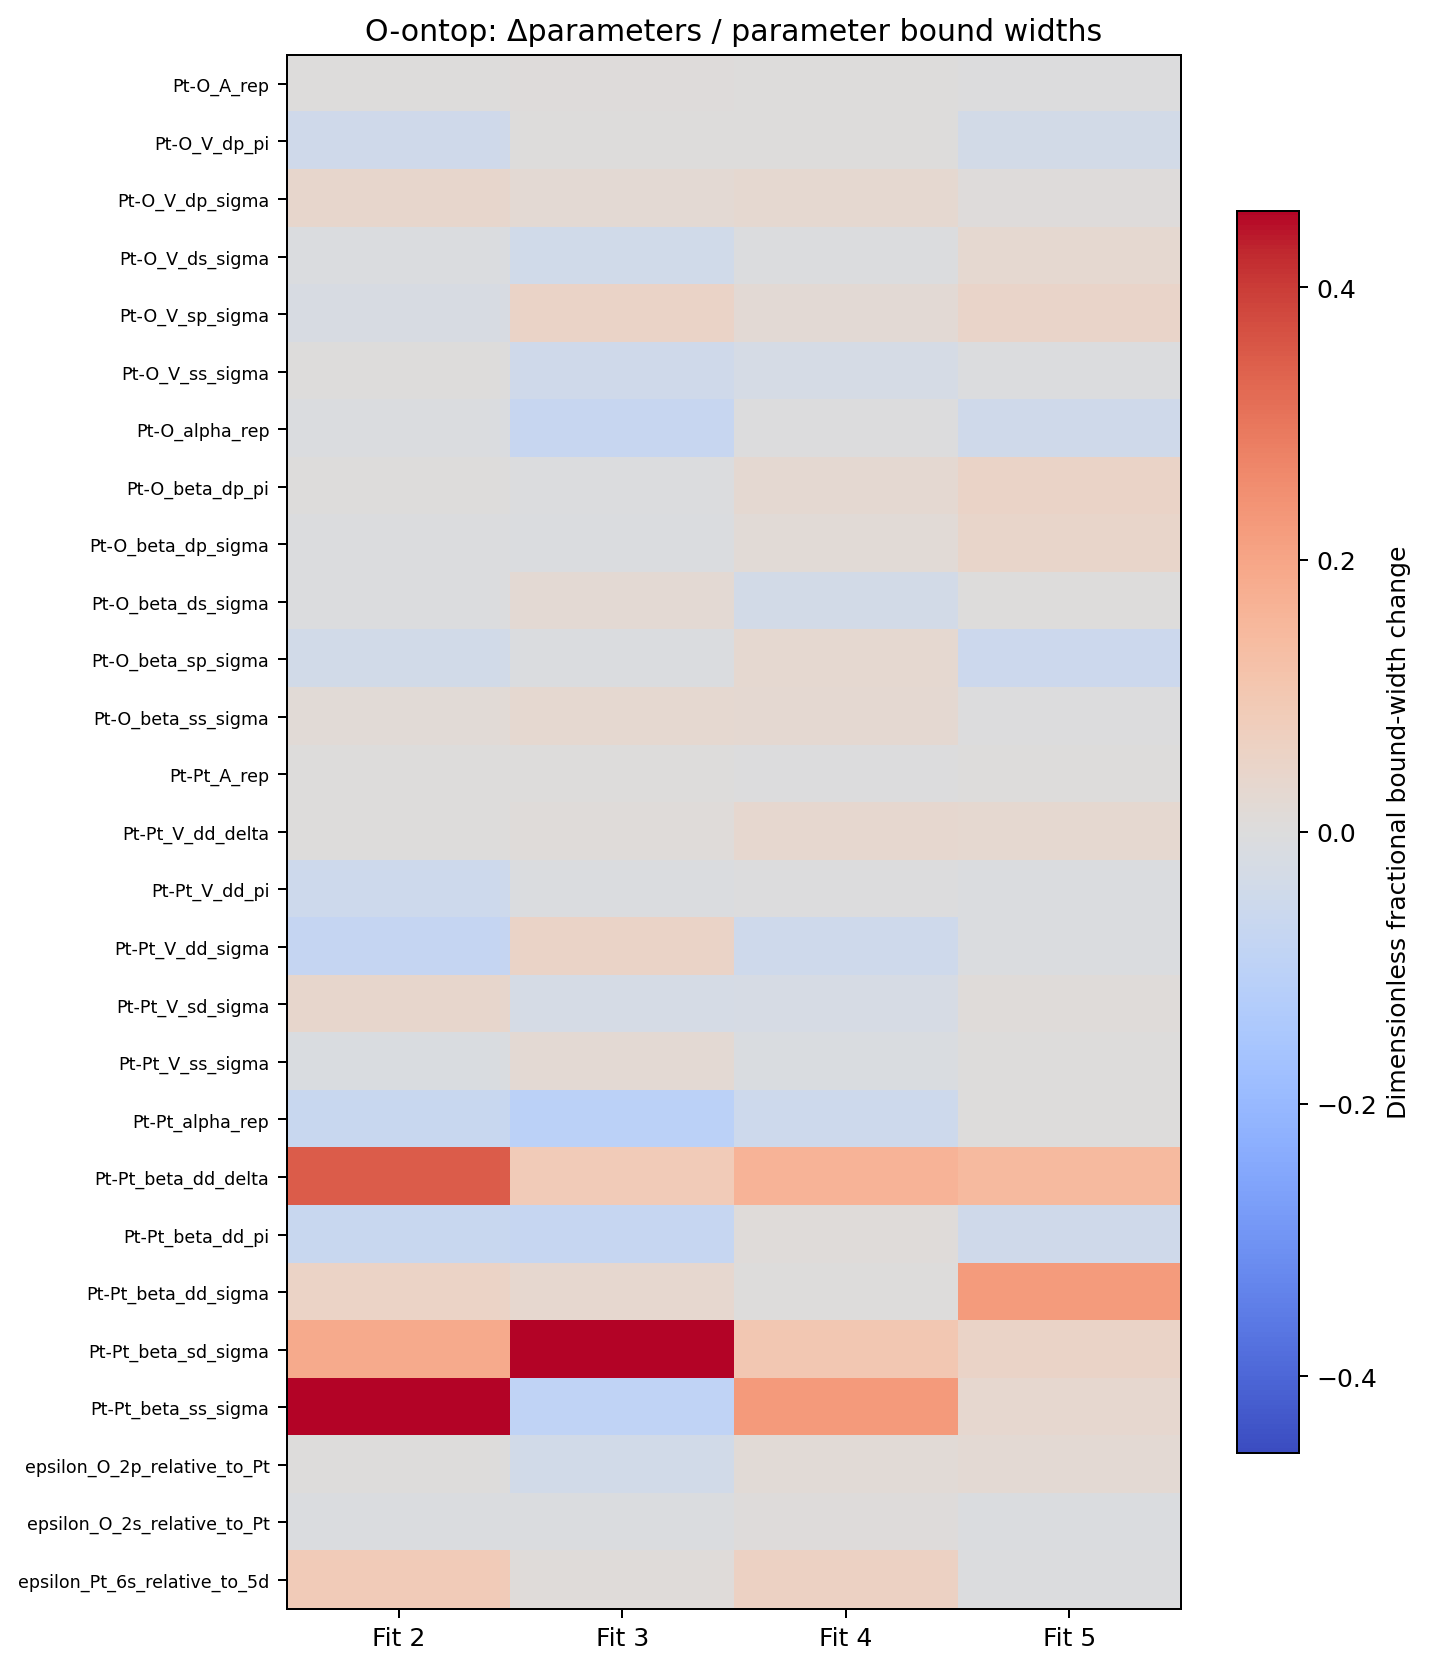 O-ontop: Δparameters / parameter bound widths
Pt-O_A_rep
Pt-O_V_dp_pi
Pt-O_V_dp_sigma
Pt-O_V_ds_sigma
Pt-O_V_sp_sigma
Pt-O_V_ss_sigma
Pt-O_alpha_rep
Pt-O_beta_dp_pi
Pt-O_beta_dp_sigma
Pt-O_beta_ds_sigma
Pt-O_beta_sp_sigma
Pt-O_beta_ss_sigma
Pt-Pt_A_rep
Pt-Pt_V_dd_delta
Pt-Pt_V_dd_pi
Pt-Pt_V_dd_sigma
Pt-Pt_V_sd_sigma
Pt-Pt_V_ss_sigma
Pt-Pt_alpha_rep
Pt-Pt_beta_dd_delta
Pt-Pt_beta_dd_pi
Pt-Pt_beta_dd_sigma
Pt-Pt_beta_sd_sigma
Pt-Pt_beta_ss_sigma
epsilon_O_2p_relative_to_Pt
epsilon_O_2s_relative_to_Pt
epsilon_Pt_6s_relative_to_5d
Fit 2
Fit 3
Fit 4
Fit 5
0.4
0.2
0.0
−0.2
−0.4
Dimensionless fractional bound-width change